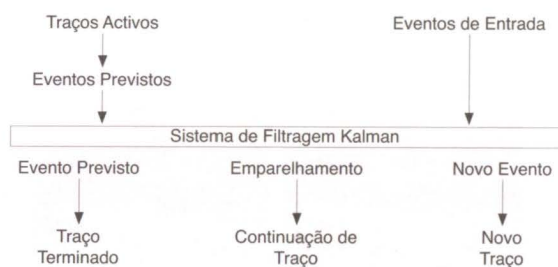 Traços Activos
Eventos de Entrada
Eventos Previstos
Sistema de Filtragem Kalman
Evento Previsto
Emparelhamento
Novo Evento
Traço
Terminado
Continuação de
Traço
Novo
Traço